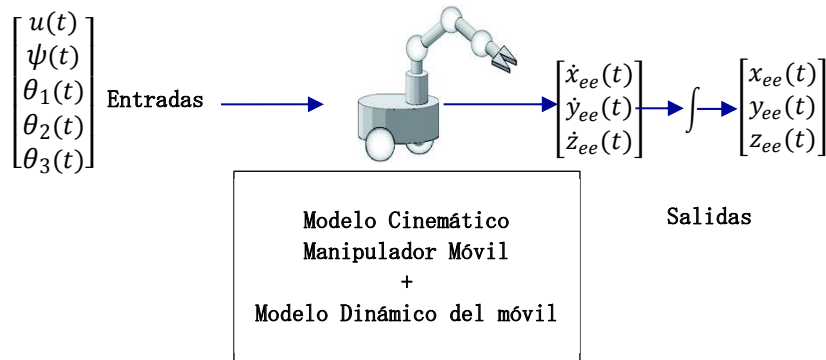 u(t)
ψ(t)
θ₁(t)
θ₂(t)
θ₃(t)
Entradas
ẋₑₑ(t)
ẏₑₑ(t)
żₑₑ(t)
∫
xₑₑ(t)
yₑₑ(t)
zₑₑ(t)
Salidas
Modelo Cinemático
Manipulador Móvil
+
Modelo Dinámico del móvil